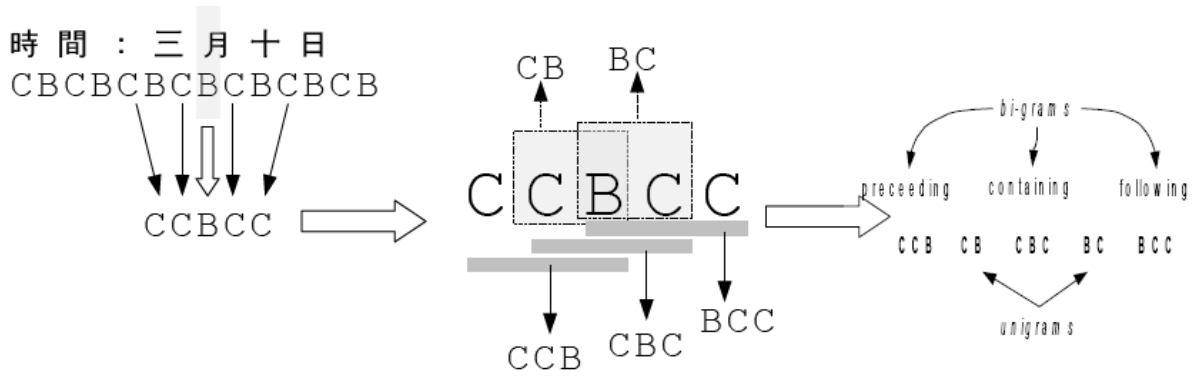 時間：三月十日
CBCBCBCBCBCBCB
CCBCC
CB
BC
CCBCC
CCB
CBC
BCC
bi-grams
preceeding containing following
CCB CB CBC BC BCC
unigrams